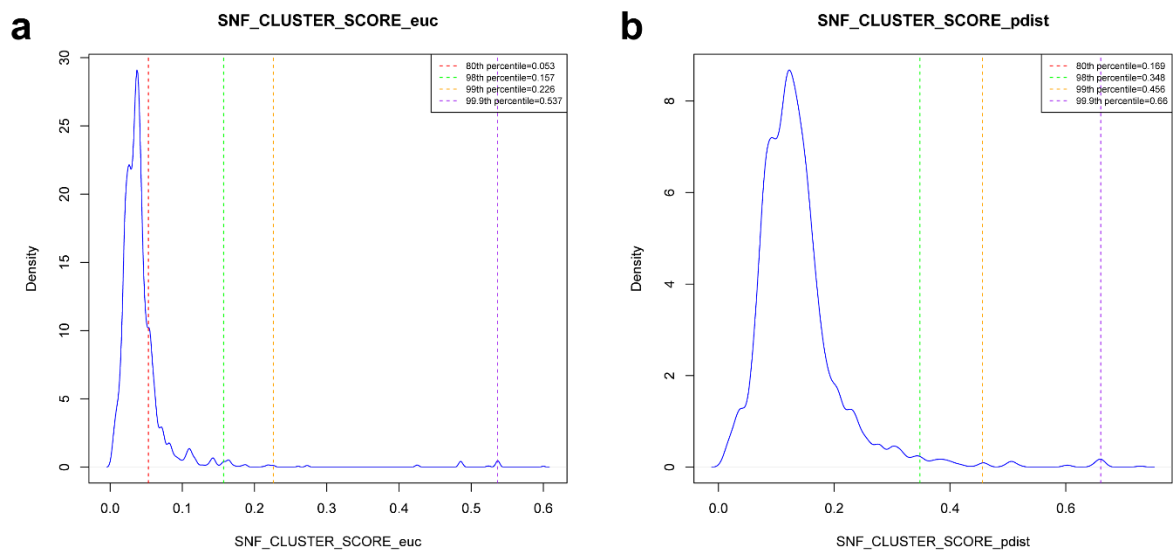 a
SNF_CLUSTER_SCORE_euc
80th percentile=0.053
98th percentile=0.157
99th percentile=0.226
99.9th percentile=0.537
30
25
20
15
10
5
0
Density
0.0 0.1 0.2 0.3 0.4 0.5 0.6
SNF_CLUSTER_SCORE_euc
b
SNF_CLUSTER_SCORE_pdist
80th percentile=0.169
98th percentile=0.348
99th percentile=0.456
99.9th percentile=0.66
8
6
4
2
0
Density
0.0 0.2 0.4 0.6
SNF_CLUSTER_SCORE_pdist